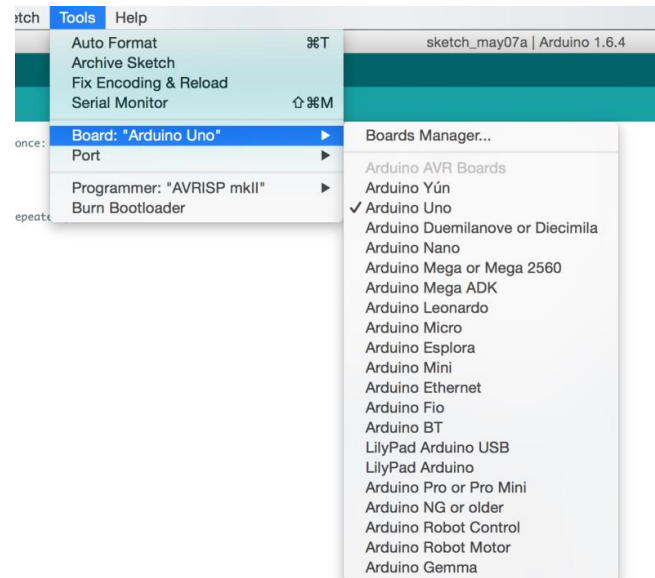 etch Tools Help
sketch_may07a | Arduino 1.6.4
Auto Format ⌘T
Archive Sketch
Fix Encoding & Reload
Serial Monitor ⇧⌘M
once:
Board: "Arduino Uno" ▶
Port ▶
Programmer: "AVRISP mkII" ▶
Burn Bootloader
epeate
Boards Manager...
Arduino AVR Boards
Arduino Yún
✓ Arduino Uno
Arduino Duemilanove or Diecimila
Arduino Nano
Arduino Mega or Mega 2560
Arduino Mega ADK
Arduino Leonardo
Arduino Micro
Arduino Esplora
Arduino Mini
Arduino Ethernet
Arduino Fio
Arduino BT
LilyPad Arduino USB
LilyPad Arduino
Arduino Pro or Pro Mini
Arduino NG or older
Arduino Robot Control
Arduino Robot Motor
Arduino Gemma